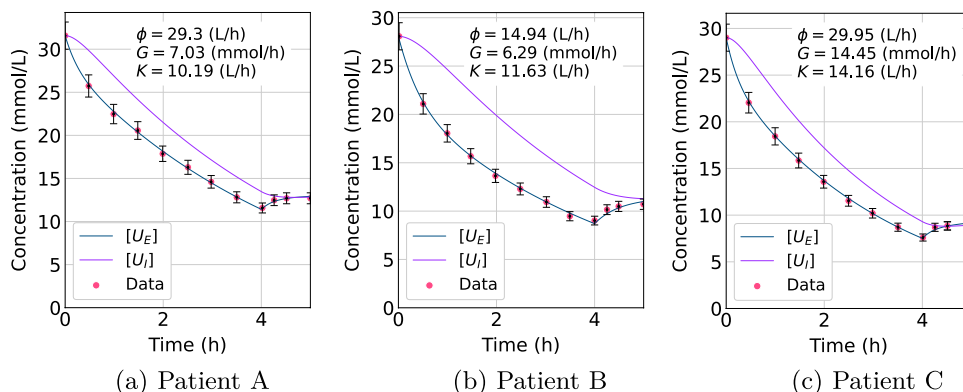 ϕ = 29.3 (L/h)
G = 7.03 (mmol/h)
K = 10.19 (L/h)
Concentration (mmol/L)
30
25
20
15
10
5
0
[U_E]
[U_I]
Data
0 2 4
Time (h)
(a) Patient A
ϕ = 14.94 (L/h)
G = 6.29 (mmol/h)
K = 11.63 (L/h)
Concentration (mmol/L)
30
25
20
15
10
5
0
[U_E]
[U_I]
Data
0 2 4
Time (h)
(b) Patient B
ϕ = 29.95 (L/h)
G = 14.45 (mmol/h)
K = 14.16 (L/h)
Concentration (mmol/L)
30
25
20
15
10
5
0
[U_E]
[U_I]
Data
0 2 4
Time (h)
(c) Patient C